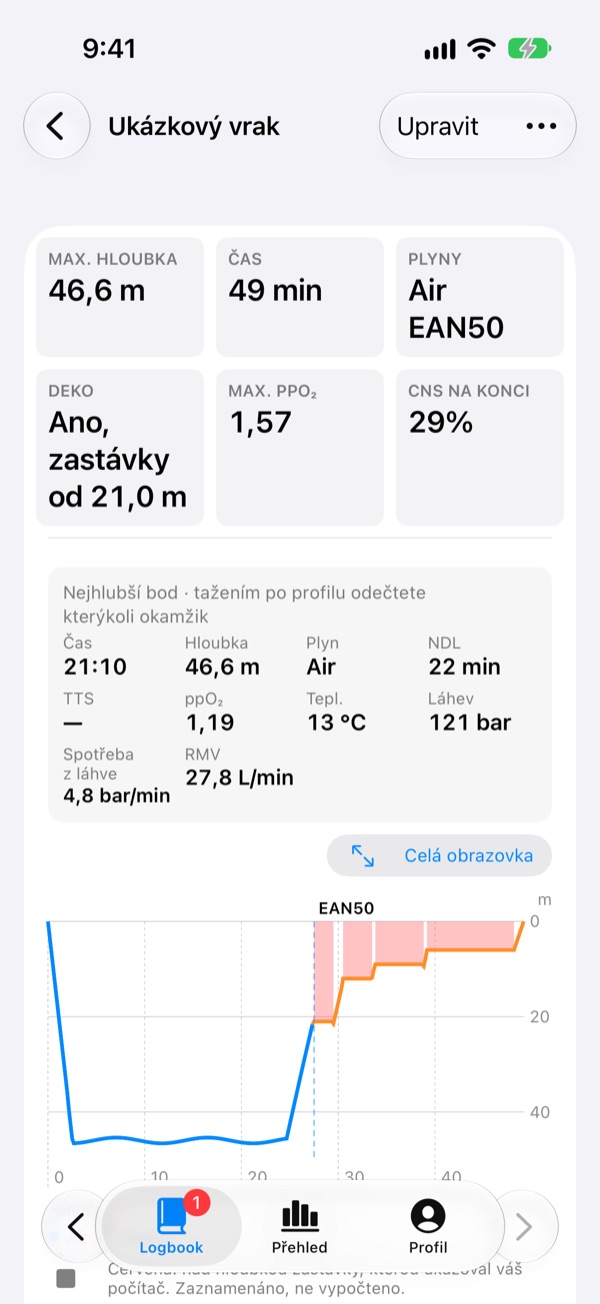 9:41
Ukázkový vrak
Upravit
MAX. HLOUBKA
46,6 m
ČAS
49 min
PLYNY
Air
EAN50
DEKO
Ano,
zastávky
od 21,0 m
MAX. PPO₂
1,57
CNS NA KONCI
29%
Nejhlubší bod · tažením po profilu odečtete
kterýkoli okamžik
Čas
21:10
Hloubka
46,6 m
Plyn
Air
NDL
22 min
TTS
—
ppO₂
1,19
Tepl.
13 °C
Láhev
121 bar
Spotřeba
z láhve
4,8 bar/min
RMV
27,8 L/min
Celá obrazovka
EAN50
m
0
20
40
0 10 20 30 40
1
Logbook
Přehled
Profil
váš
počítač. Zaznamenáno, ne vypočteno.